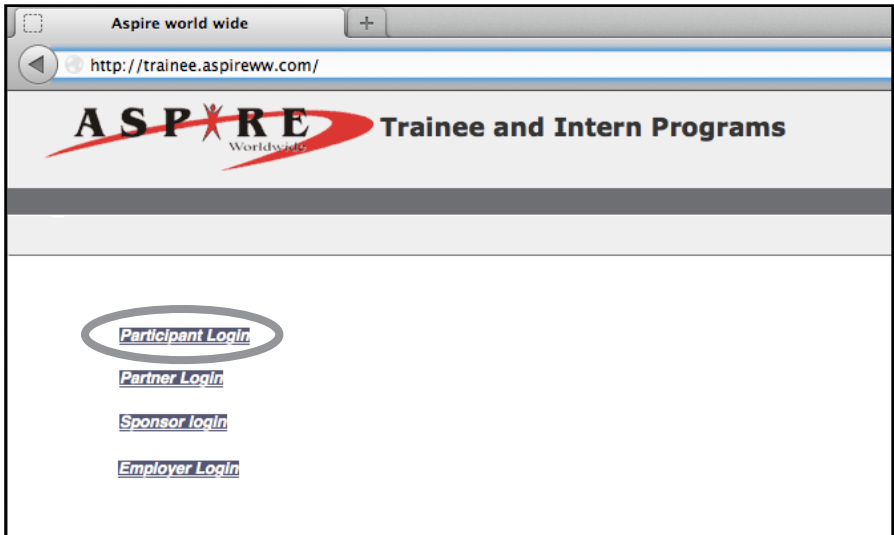 Aspire world wide
http://trainee.aspireww.com/
ASPIRE Trainee and Intern Programs
Worldwide
Participant Login
Partner Login
Sponsor login
Employer Login